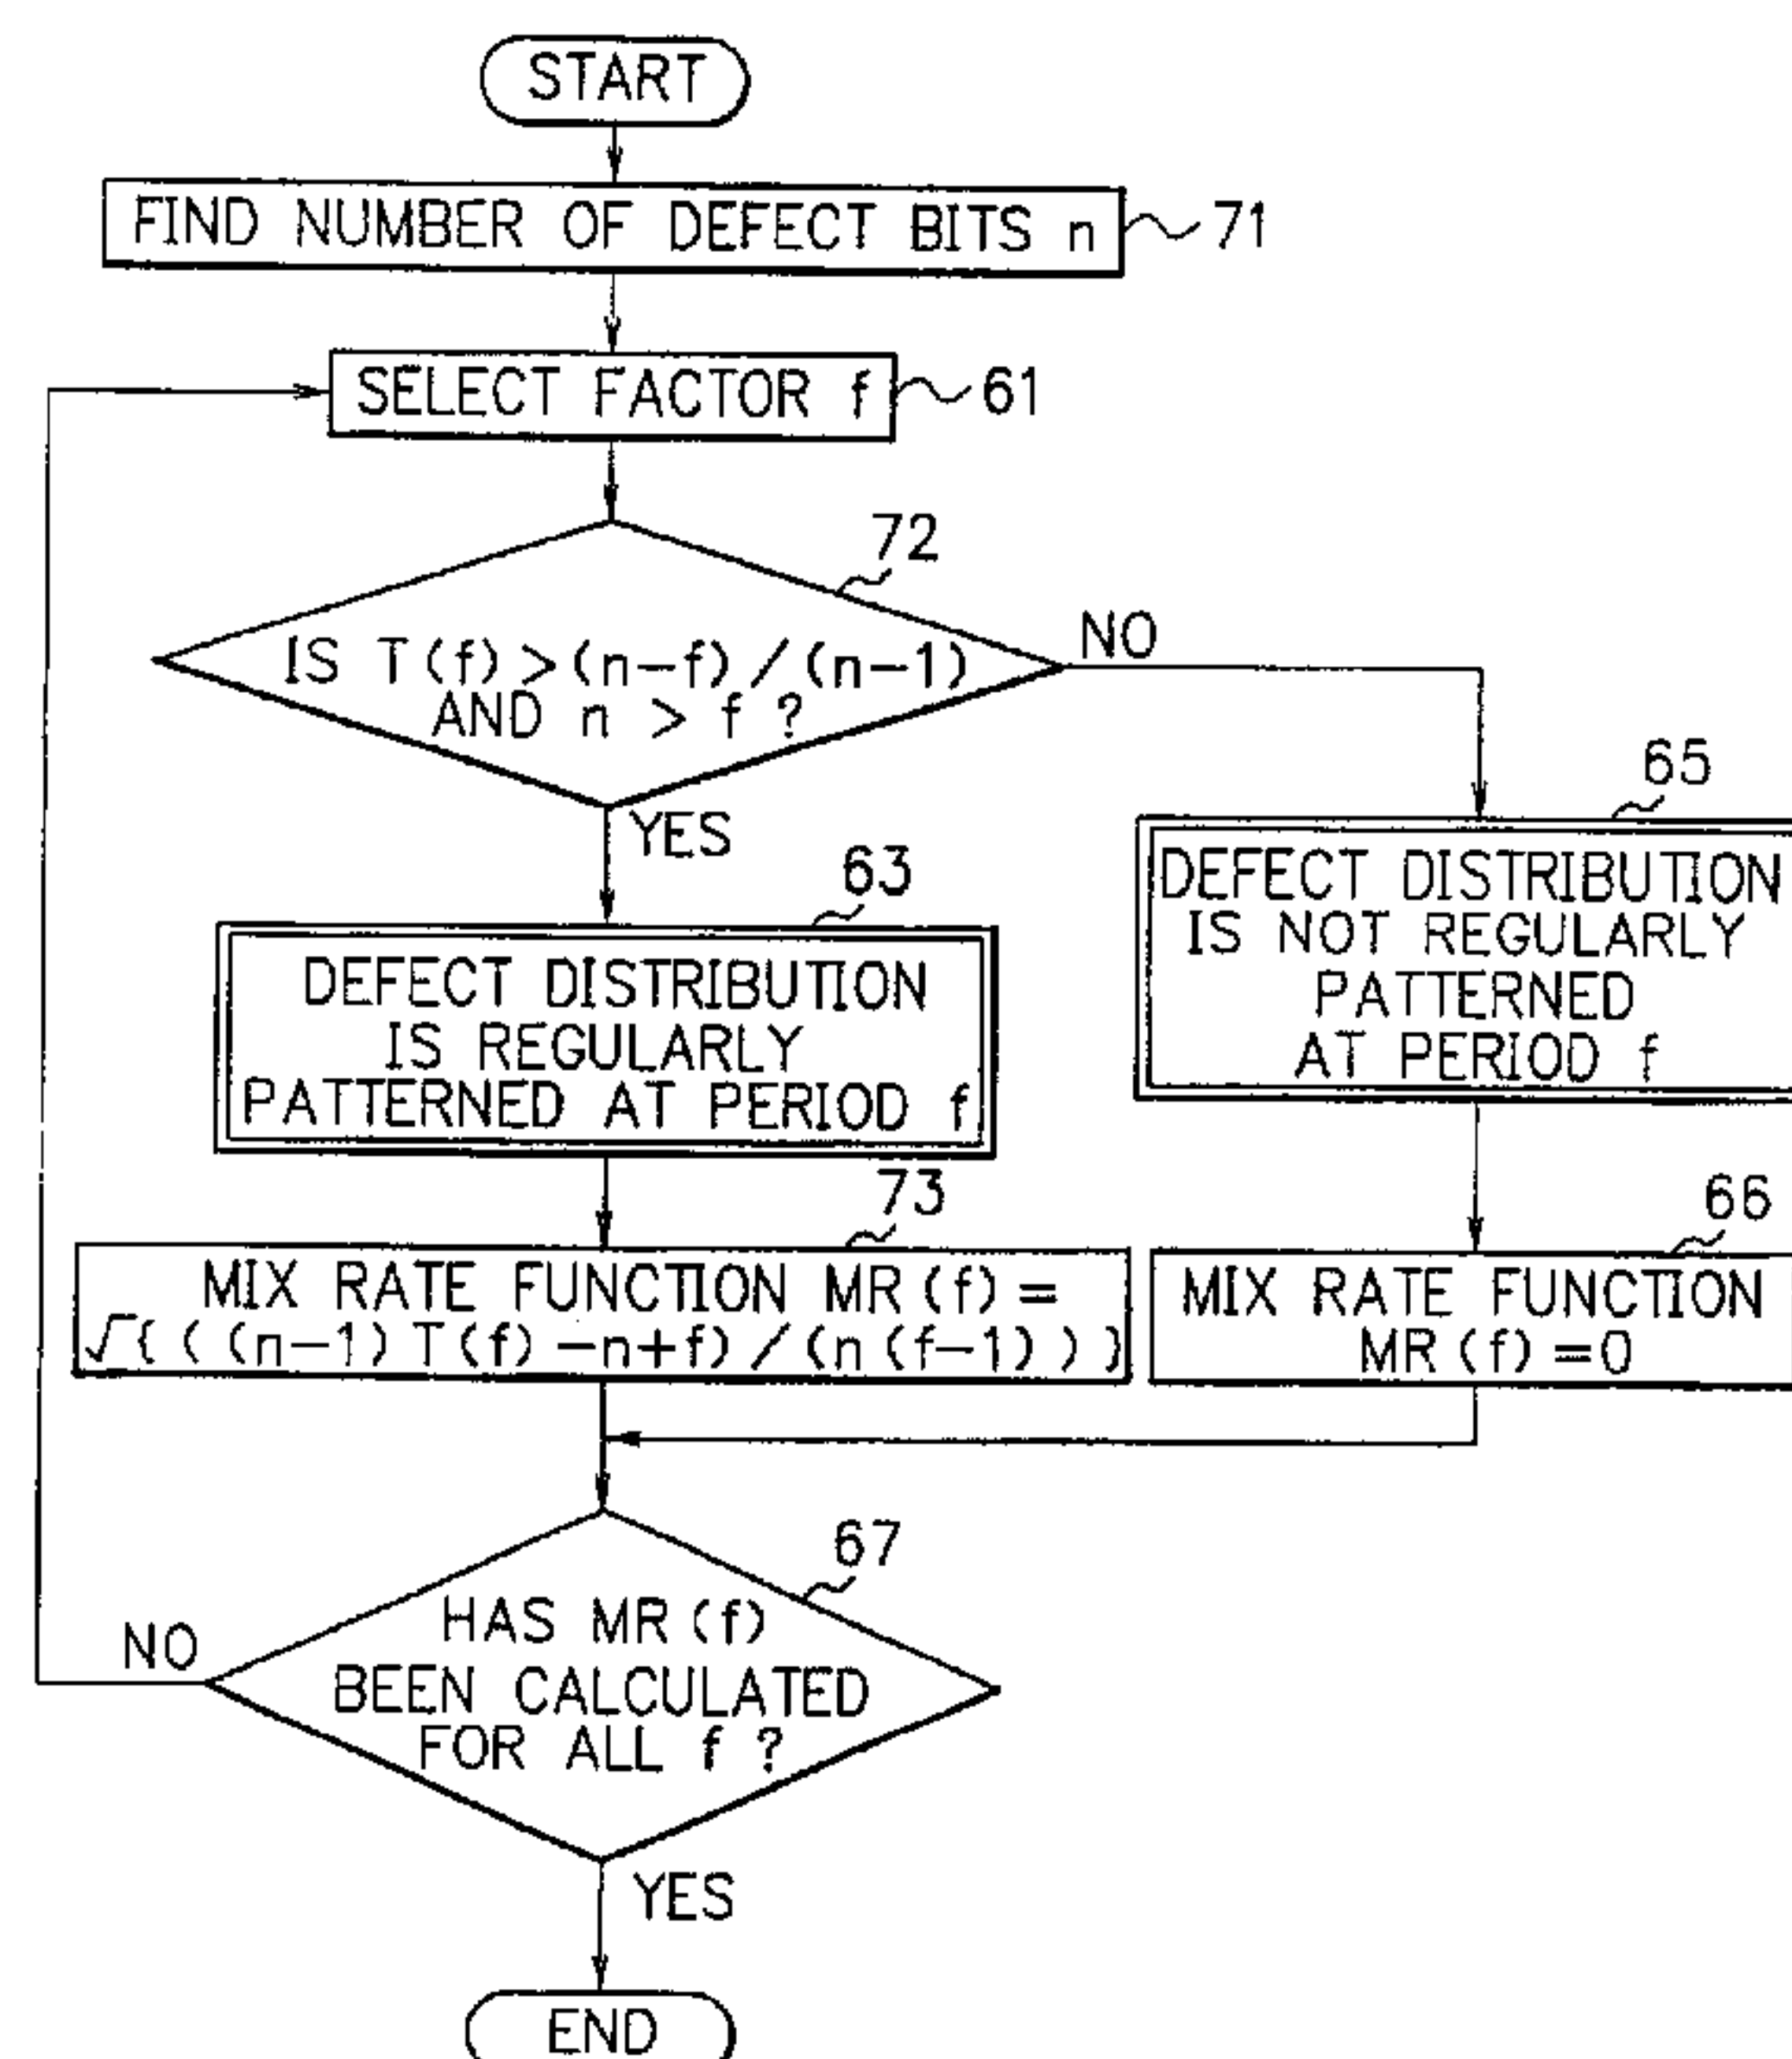 START
FIND NUMBER OF DEFECT BITS n
71
SELECT FACTOR f
61
72
IS T(f)>(n-f)/(n-1)
AND n > f ?
NO
YES
65
DEFECT DISTRIBUTION
IS NOT REGULARLY
PATTERNED
AT PERIOD f
63
DEFECT DISTRIBUTION
IS REGULARLY
PATTERNED AT PERIOD f
73
MIX RATE FUNCTION MR(f)=
√{((n-1)T(f)-n+f)/(n(f-1))}
66
MIX RATE FUNCTION
MR(f)=0
67
HAS MR(f)
BEEN CALCULATED
FOR ALL f ?
NO
YES
END